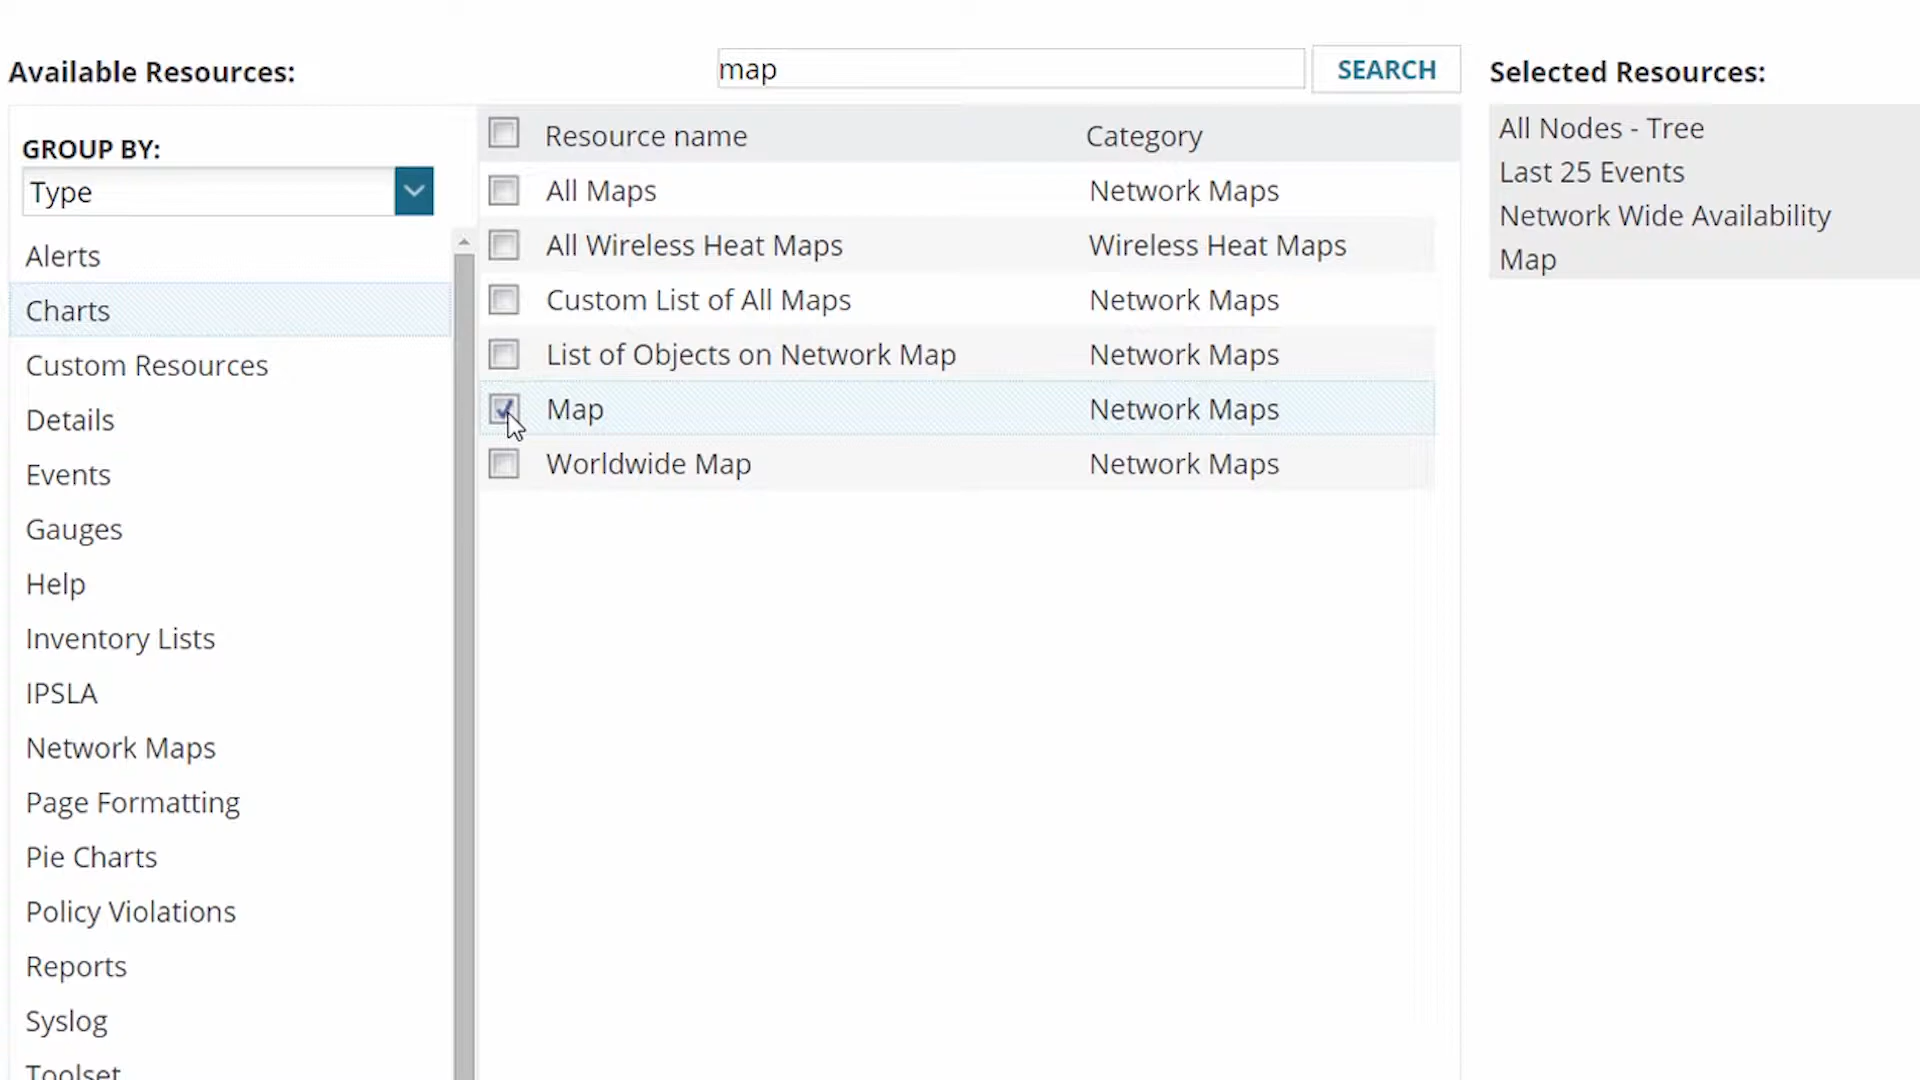 Available Resources:
map
SEARCH
Selected Resources:
GROUP BY:
Type
Alerts
Charts
Custom Resources
Details
Events
Gauges
Help
Inventory Lists
IPSLA
Network Maps
Page Formatting
Pie Charts
Policy Violations
Reports
Syslog
Toolset
Resource name Category
All Maps Network Maps
All Wireless Heat Maps Wireless Heat Maps
Custom List of All Maps Network Maps
List of Objects on Network Map Network Maps
Map Network Maps
Worldwide Map Network Maps
All Nodes - Tree
Last 25 Events
Network Wide Availability
Map